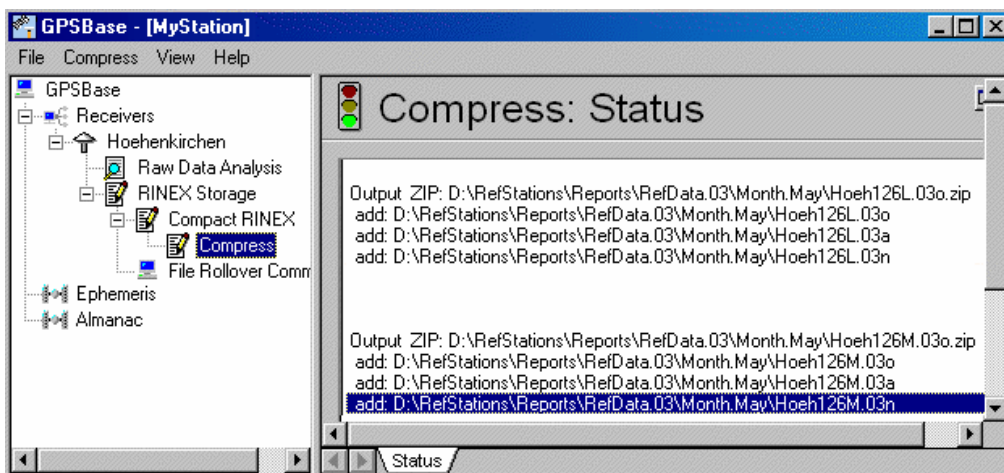 GPSBase - [MyStation]
File Compress View Help
GPSBase
Receivers
Hoehenkirchen
Raw Data Analysis
RINEX Storage
Compact RINEX
Compress
File Rollover Comm
Ephemeris
Almanac
Compress: Status
Output ZIP: D:\RefStations\Reports\RefData.03\Month.May\Hoeh126L.03o.zip
add: D:\RefStations\Reports\RefData.03\Month.May\Hoeh126L.03o
add: D:\RefStations\Reports\RefData.03\Month.May\Hoeh126L.03a
add: D:\RefStations\Reports\RefData.03\Month.May\Hoeh126L.03n
Output ZIP: D:\RefStations\Reports\RefData.03\Month.May\Hoeh126M.03o.zip
add: D:\RefStations\Reports\RefData.03\Month.May\Hoeh126M.03o
add: D:\RefStations\Reports\RefData.03\Month.May\Hoeh126M.03a
add: D:\RefStations\Reports\RefData.03\Month.May\Hoeh126M.03n
Status